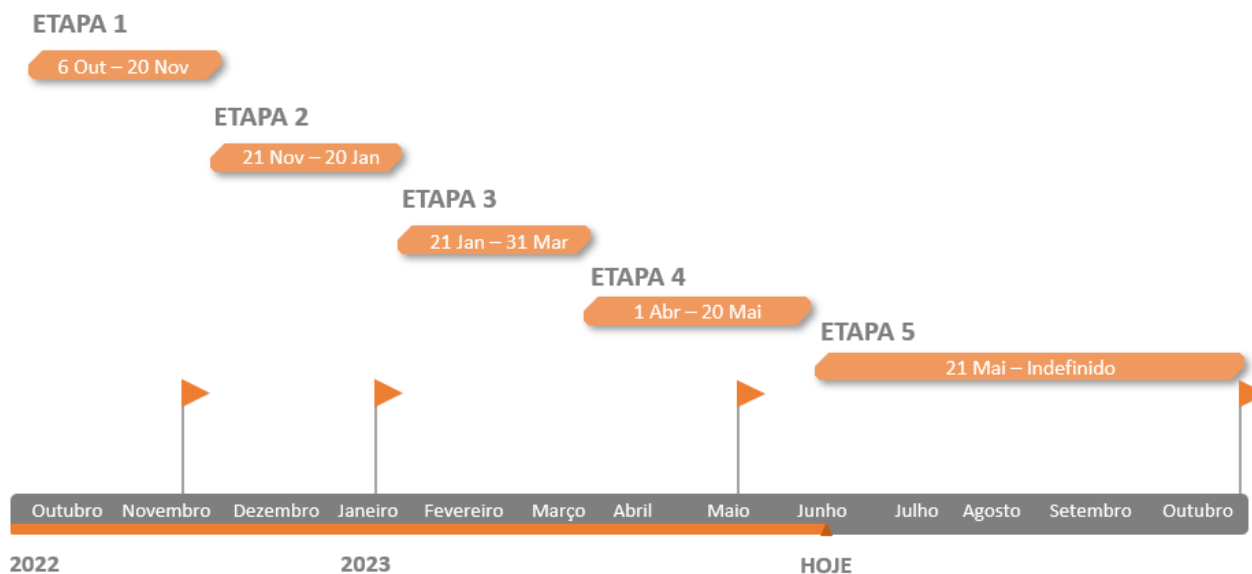 ETAPA 1
6 Out – 20 Nov
ETAPA 2
21 Nov – 20 Jan
ETAPA 3
21 Jan – 31 Mar
ETAPA 4
1 Abr – 20 Mai
ETAPA 5
21 Mai – Indefinido
Outubro Novembro Dezembro Janeiro Fevereiro Março Abril Maio Junho Julho Agosto Setembro Outubro
2022 2023 HOJE